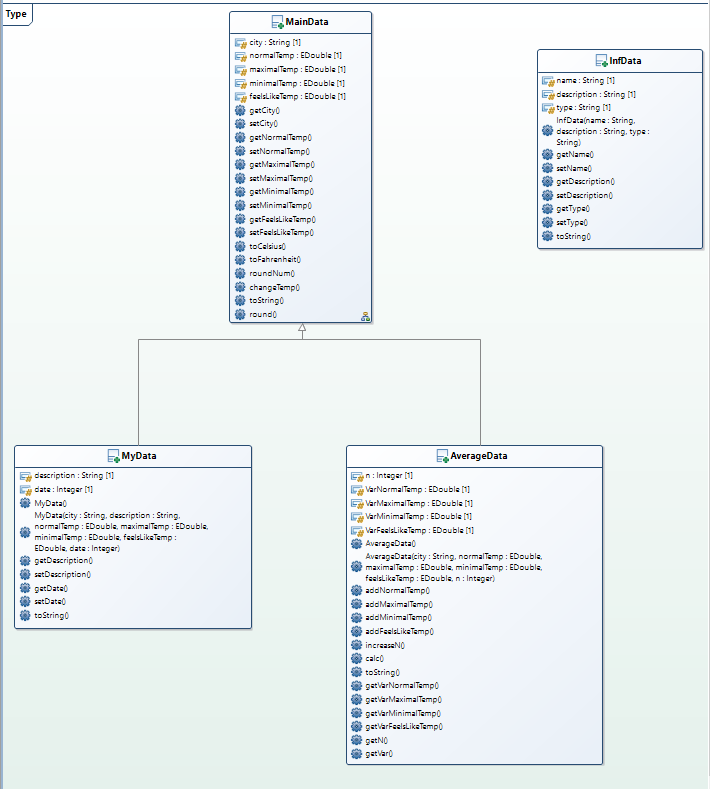 Type
MainData
city : String [1]
normalTemp : EDouble [1]
maximalTemp : EDouble [1]
minimalTemp : EDouble [1]
feelsLikeTemp : EDouble [1]
getCity()
setCity()
getNormalTemp()
setNormalTemp()
getMaximalTemp()
setMaximalTemp()
getMinimalTemp()
setMinimalTemp()
getFeelsLikeTemp()
setFeelsLikeTemp()
toCelsius()
toFahrenheit()
roundNum()
changeTemp()
toString()
round()
InfData
name : String [1]
description : String [1]
type : String [1]
InfData(name : String,
description : String, type :
String)
getName()
setName()
getDescription()
setDescription()
getType()
setType()
toString()
MyData
description : String [1]
date : Integer [1]
MyData()
MyData(city : String, description : String,
normalTemp : EDouble, maximalTemp : EDouble,
minimalTemp : EDouble, feelsLikeTemp :
EDouble, date : Integer)
getDescription()
setDescription()
getDate()
setDate()
toString()
AverageData
n : Integer [1]
VarNormalTemp : EDouble [1]
VarMaximalTemp : EDouble [1]
VarMinimalTemp : EDouble [1]
VarFeelsLikeTemp : EDouble [1]
AverageData()
AverageData(city : String, normalTemp : EDouble,
maximalTemp : EDouble, minimalTemp : EDouble,
feelsLikeTemp : EDouble, n : Integer)
addNormalTemp()
addMaximalTemp()
addMinimalTemp()
addFeelsLikeTemp()
increaseN()
calc()
toString()
getVarNormalTemp()
getVarMaximalTemp()
getVarMinimalTemp()
getVarFeelsLikeTemp()
getN()
getVar()